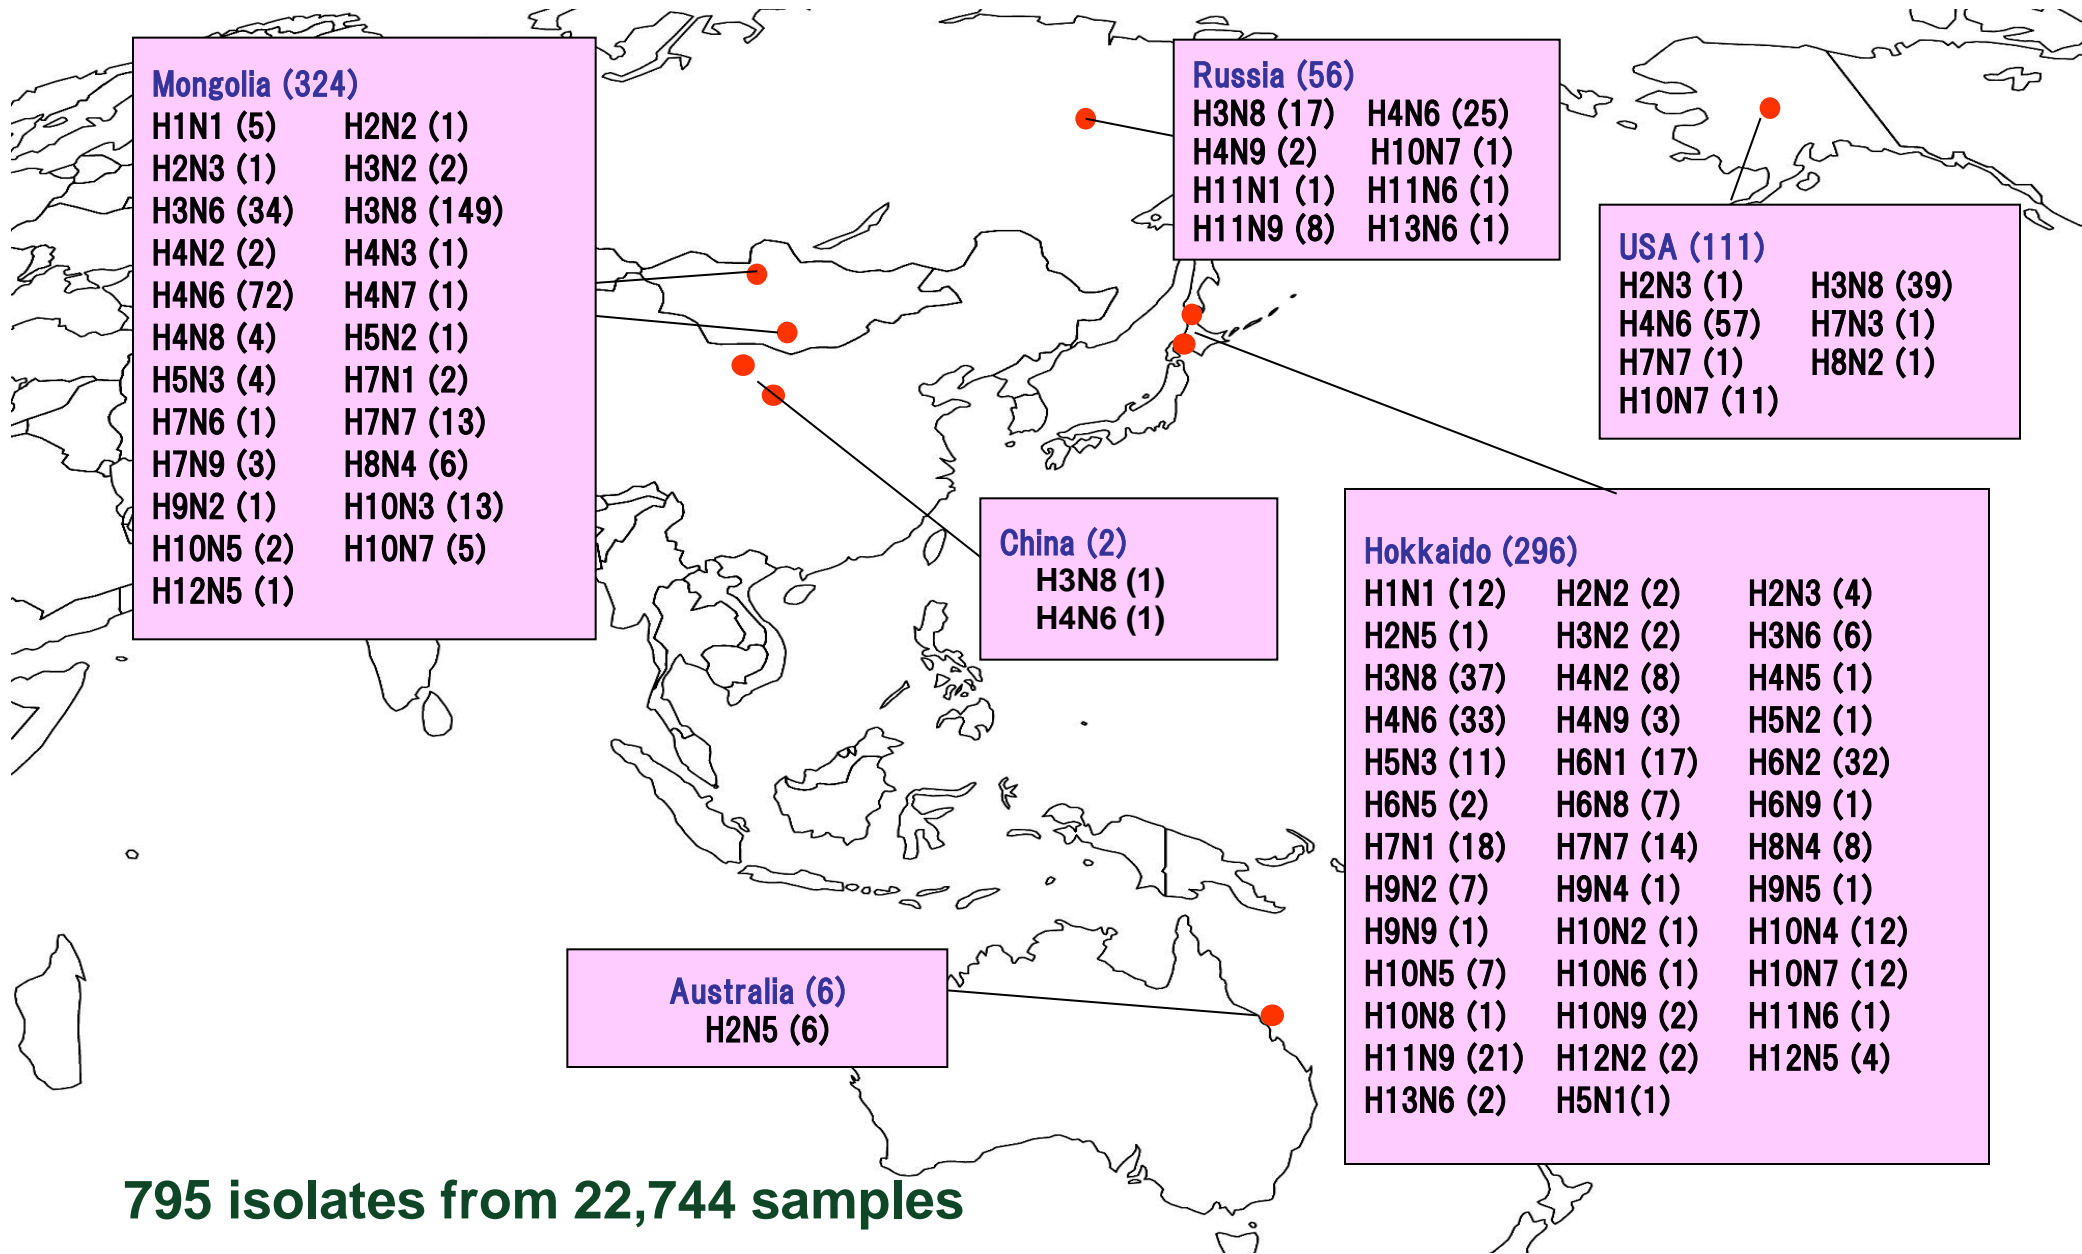 Mongolia (324)
H1N1 (5) H2N2 (1)
H2N3 (1) H3N2 (2)
H3N6 (34) H3N8 (149)
H4N2 (2) H4N3 (1)
H4N6 (72) H4N7 (1)
H4N8 (4) H5N2 (1)
H5N3 (4) H7N1 (2)
H7N6 (1) H7N7 (13)
H7N9 (3) H8N4 (6)
H9N2 (1) H10N3 (13)
H10N5 (2) H10N7 (5)
H12N5 (1)
Russia (56)
H3N8 (17) H4N6 (25)
H4N9 (2) H10N7 (1)
H11N1 (1) H11N6 (1)
H11N9 (8) H13N6 (1)
USA (111)
H2N3 (1) H3N8 (39)
H4N6 (57) H7N3 (1)
H7N7 (1) H8N2 (1)
H10N7 (11)
China (2)
H3N8 (1)
H4N6 (1)
Hokkaido (296)
H1N1 (12) H2N2 (2) H2N3 (4)
H2N5 (1) H3N2 (2) H3N6 (6)
H3N8 (37) H4N2 (8) H4N5 (1)
H4N6 (33) H4N9 (3) H5N2 (1)
H5N3 (11) H6N1 (17) H6N2 (32)
H6N5 (2) H6N8 (7) H6N9 (1)
H7N1 (18) H7N7 (14) H8N4 (8)
H9N2 (7) H9N4 (1) H9N5 (1)
H9N9 (1) H10N2 (1) H10N4 (12)
H10N5 (7) H10N6 (1) H10N7 (12)
H10N8 (1) H10N9 (2) H11N6 (1)
H11N9 (21) H12N2 (2) H12N5 (4)
H13N6 (2) H5N1(1)
Australia (6)
H2N5 (6)
795 isolates from 22,744 samples